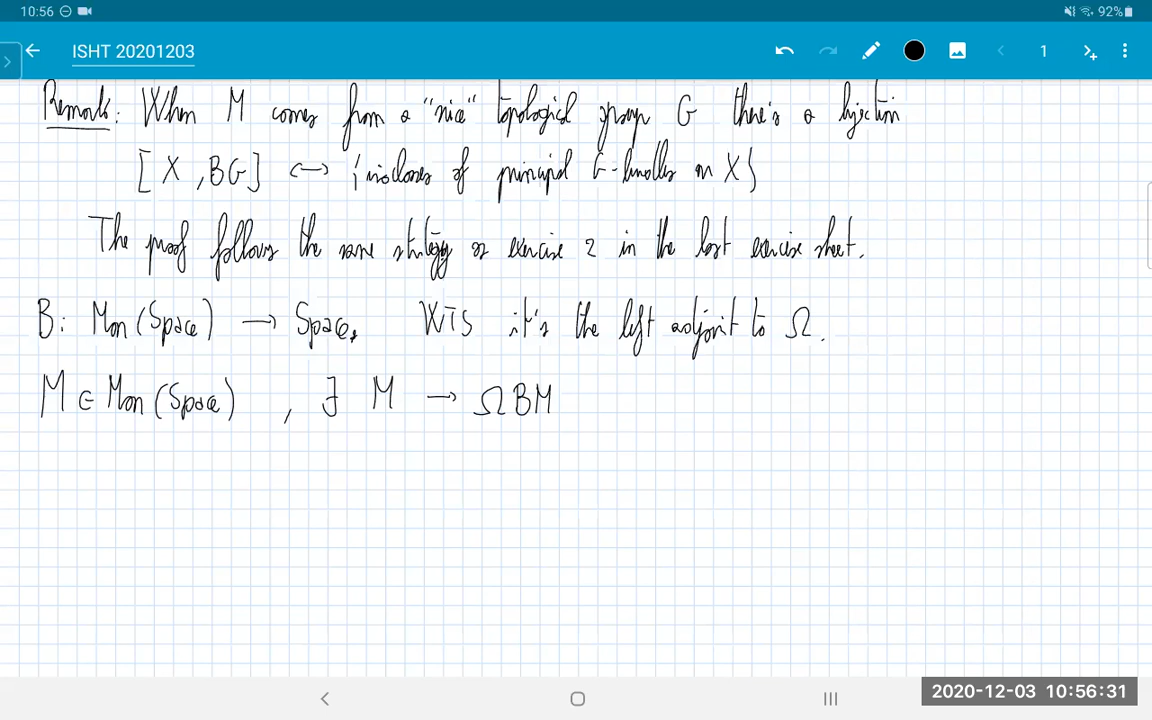 10:56
92%
ISHT 20201203
1
Remark: When M comes from a "nice" topological group G there's a bijection
[X, BG] ↔ {isoclasses of principal G-bundles on X}
The proof follows the same strategy as exercise 2 in the last exercise sheet.
B: Mon(Space) → Space* WTS it's the left adjoint to Ω.
M ∈ Mon(Space) , ∃ M → ΩBM
2020-12-03 10:56:31